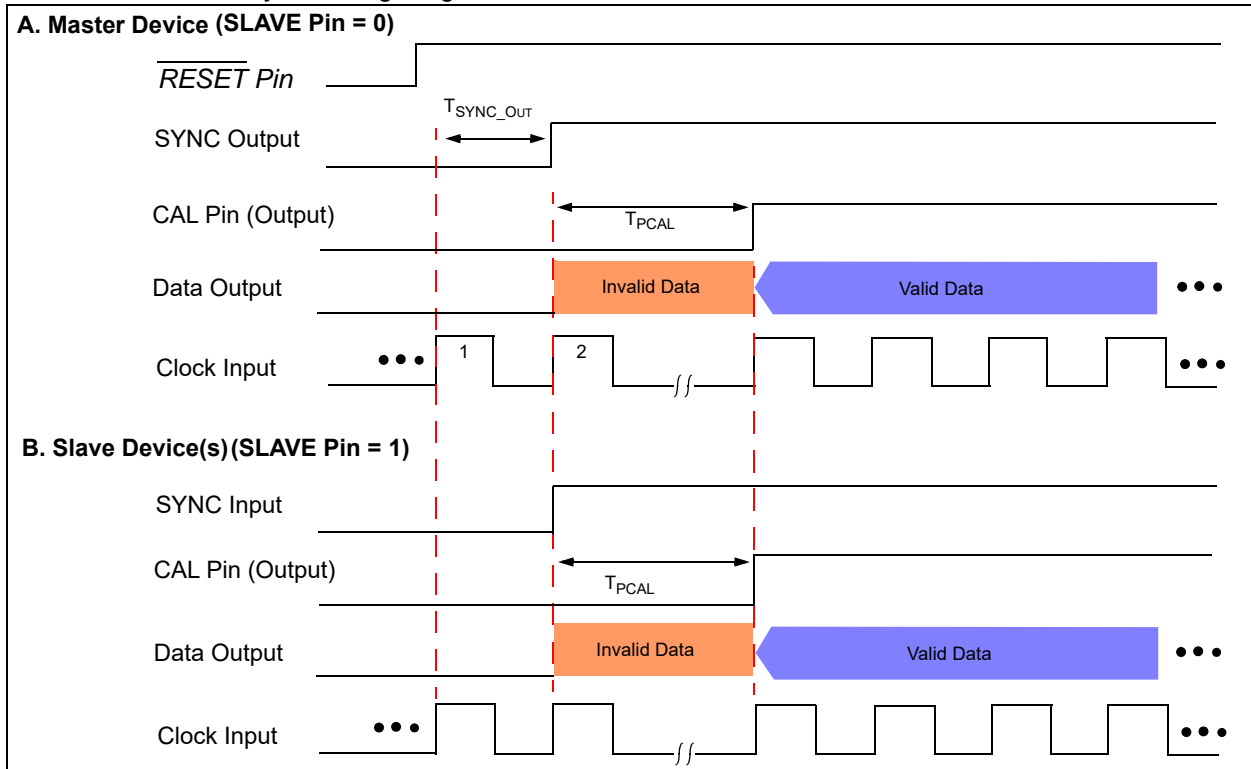 A. Master Device (SLAVE Pin = 0)
RESET Pin
TSYNC_OUT
SYNC Output
CAL Pin (Output)
TPCAL
Data Output
Invalid Data
Valid Data
•••
Clock Input
•••
1
2
•••
B. Slave Device(s)(SLAVE Pin = 1)
SYNC Input
CAL Pin (Output)
TPCAL
Data Output
Invalid Data
Valid Data
•••
Clock Input
•••
•••